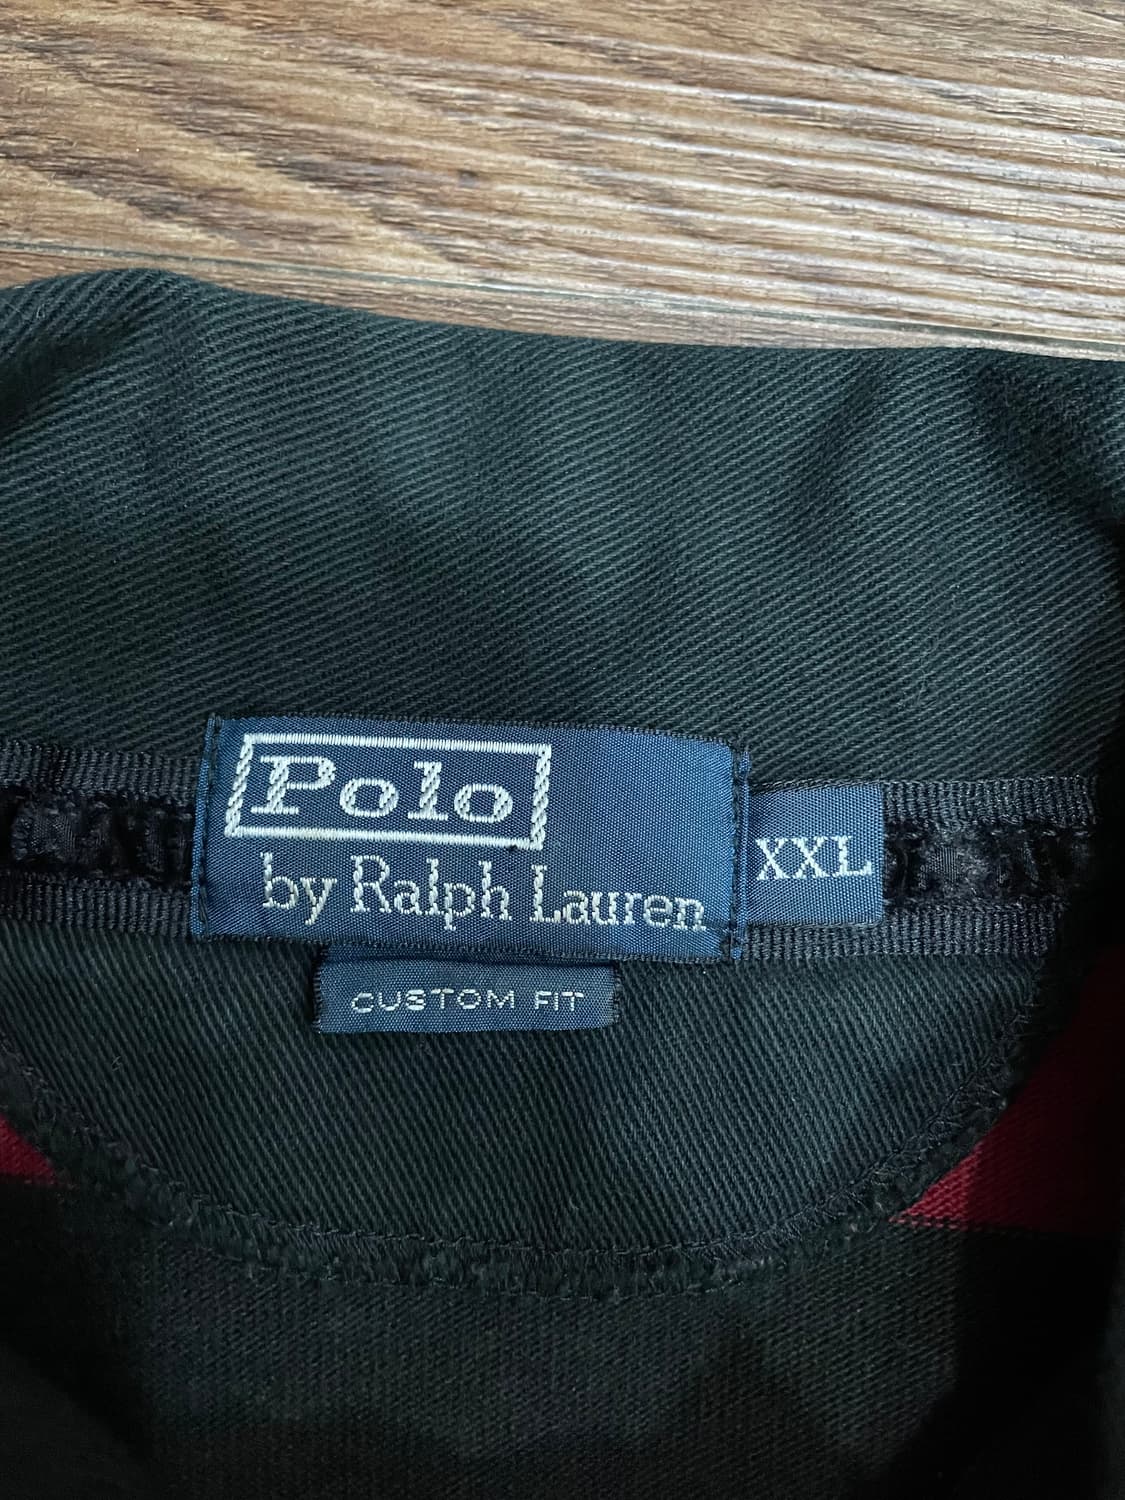 Polo
by Ralph Lauren
XXL
CUSTOM FIT